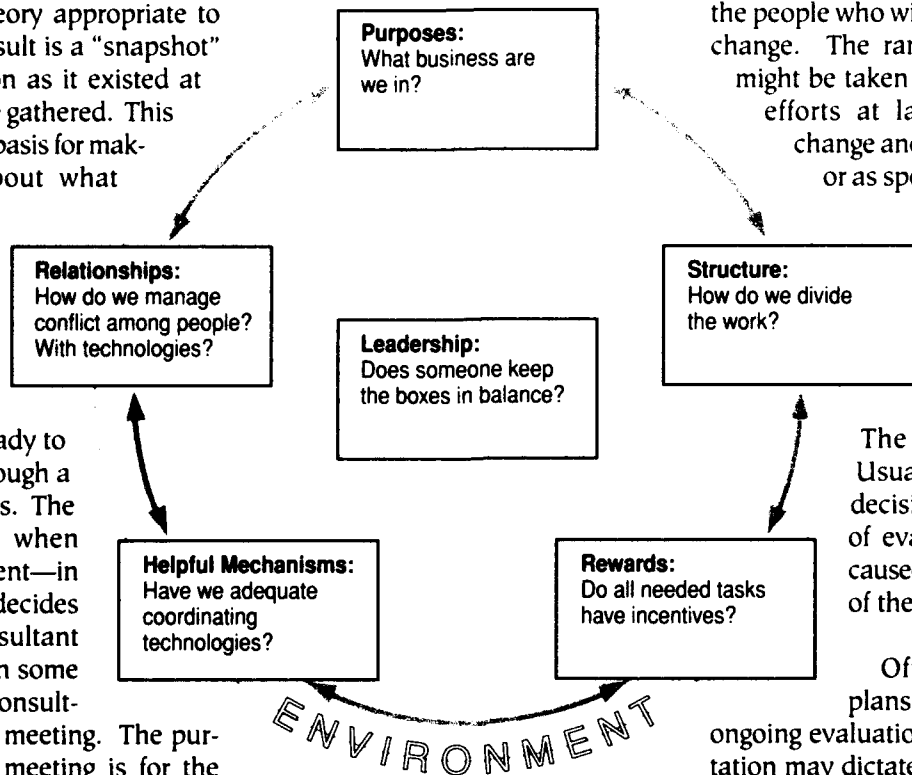 eory appropriate to
sult is a “snapshot”
on as it existed at
gathered. This
basis for mak-
out what
Purposes:
What business are
we in?
the people who wi
change. The ran
might be taken
efforts at la
change and
or as spe
Relationships:
How do we manage
conflict among people?
With technologies?
Leadership:
Does someone keep
the boxes in balance?
Structure:
How do we divide
the work?
ady to
ough a
s. The
when
ent—in
decides
sultant
n some
onsult-
meeting. The pur-
meeting is for the
Helpful Mechanisms:
Have we adequate
coordinating
technologies?
Rewards:
Do all needed tasks
have incentives?
ENVIRONMENT
The
Usua
decisi
of eva
cause
of the
Of
plans
ongoing evaluatio
tation may dictate